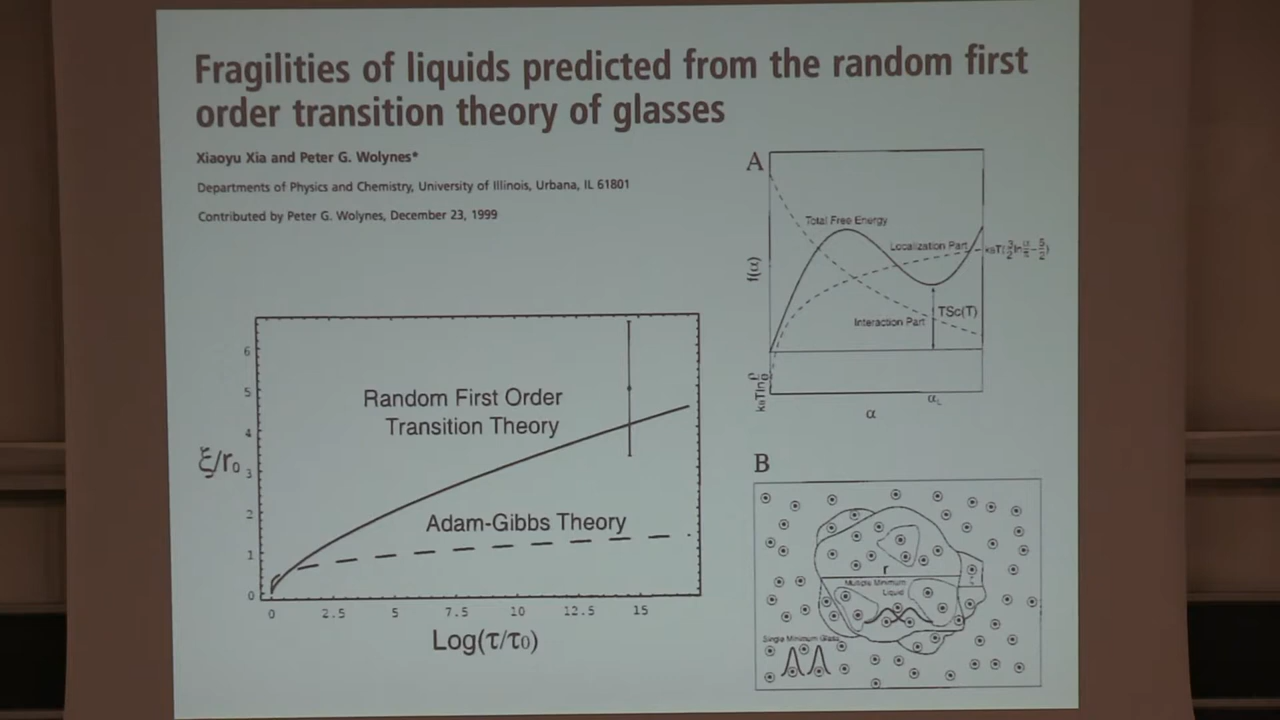 Fragilities of liquids predicted from the random first
order transition theory of glasses
Xiaoyu Xia and Peter G. Wolynes*
Departments of Physics and Chemistry, University of Illinois, Urbana, IL 61801
Contributed by Peter G. Wolynes, December 23, 1999
A
Total Free Energy
Localization Part
f(α)
Interaction Part
TSc(T)
α_L
α
6
5
4
3
2
1
0
ξ/r₀
Random First Order
Transition Theory
Adam-Gibbs Theory
0 2.5 5 7.5 10 12.5 15
Log(τ/τ₀)
B
r
Multiple Minimum
Liquid
Single Minimum Glass